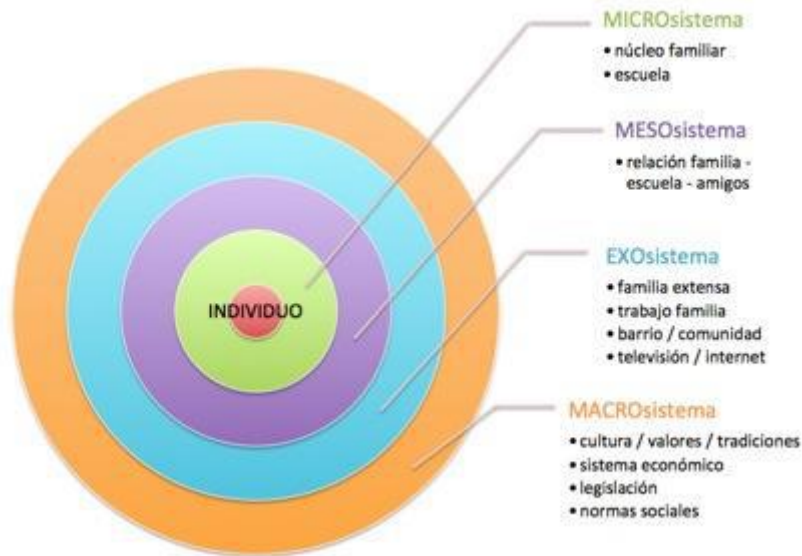 MICROsistema
• núcleo familiar
• escuela
MESOsistema
• relación familia -
escuela - amigos
INDIVIDUO
EXOsistema
• familia extensa
• trabajo familia
• barrio / comunidad
• televisión / internet
MACROsistema
• cultura / valores / tradiciones
• sistema económico
• legislación
• normas sociales